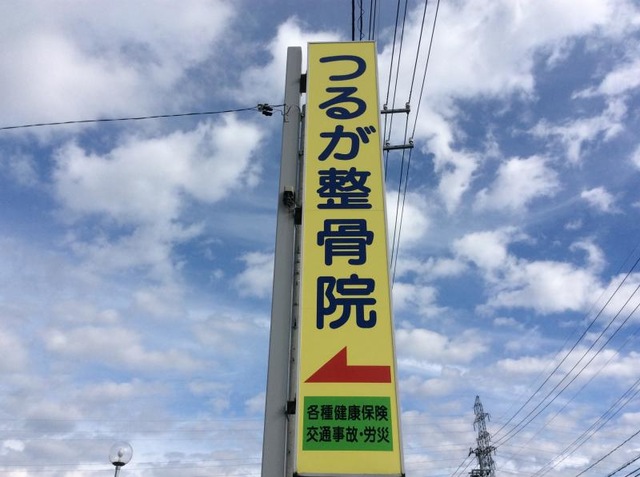 つるが整骨院
各種健康保険
交通事故・労災